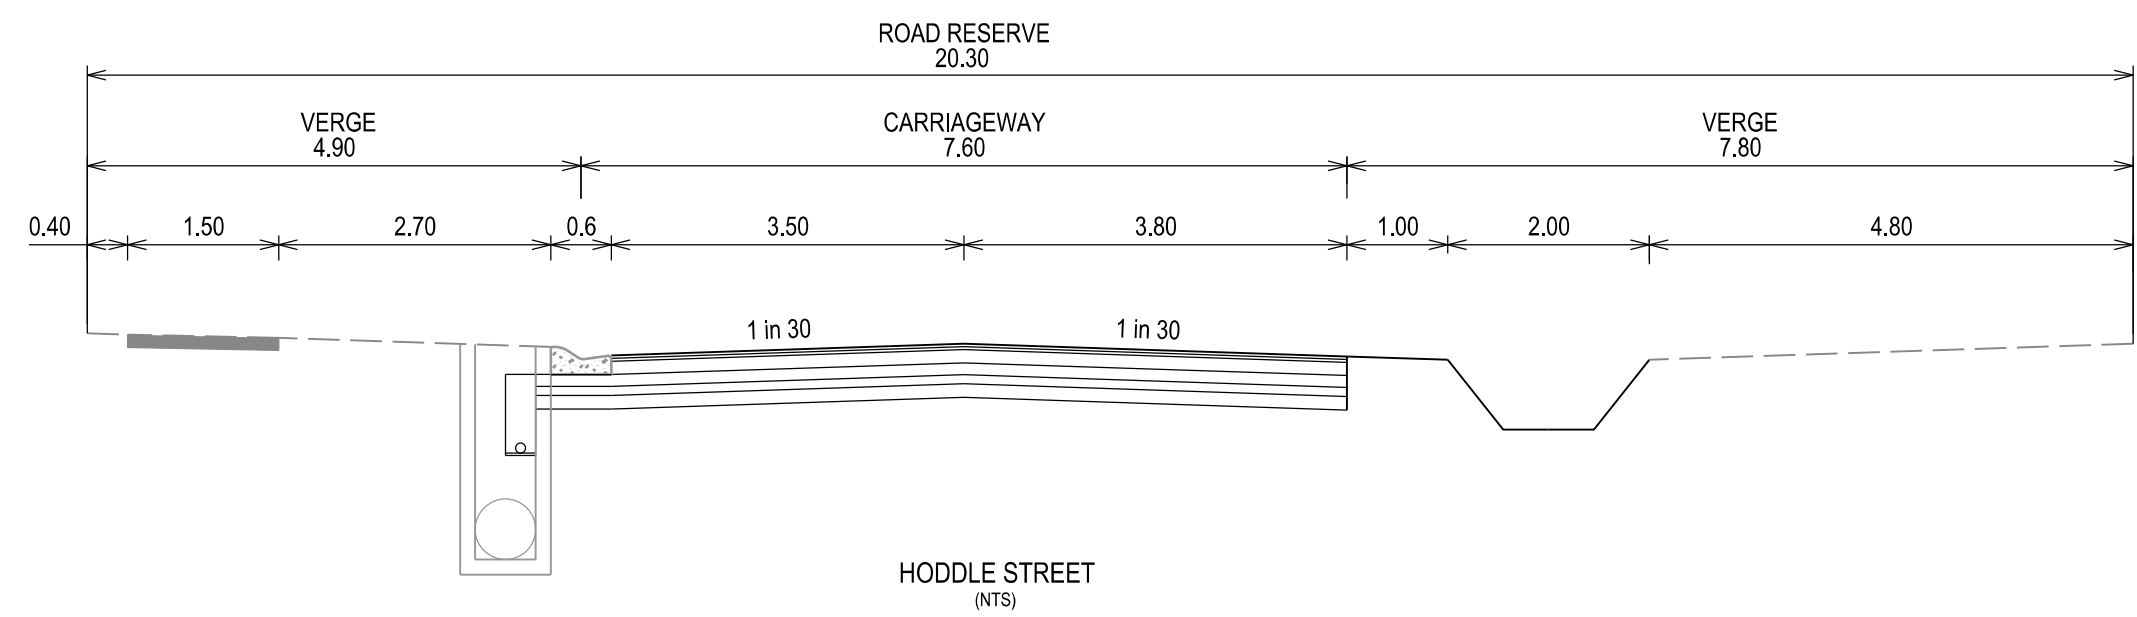 ROAD RESERVE
20.30
VERGE
4.90
CARRIAGEWAY
7.60
VERGE
7.80
0.40
1.50
2.70
0.6
3.50
3.80
1.00
2.00
4.80
1 in 30
1 in 30
HODDLE STREET
(NTS)